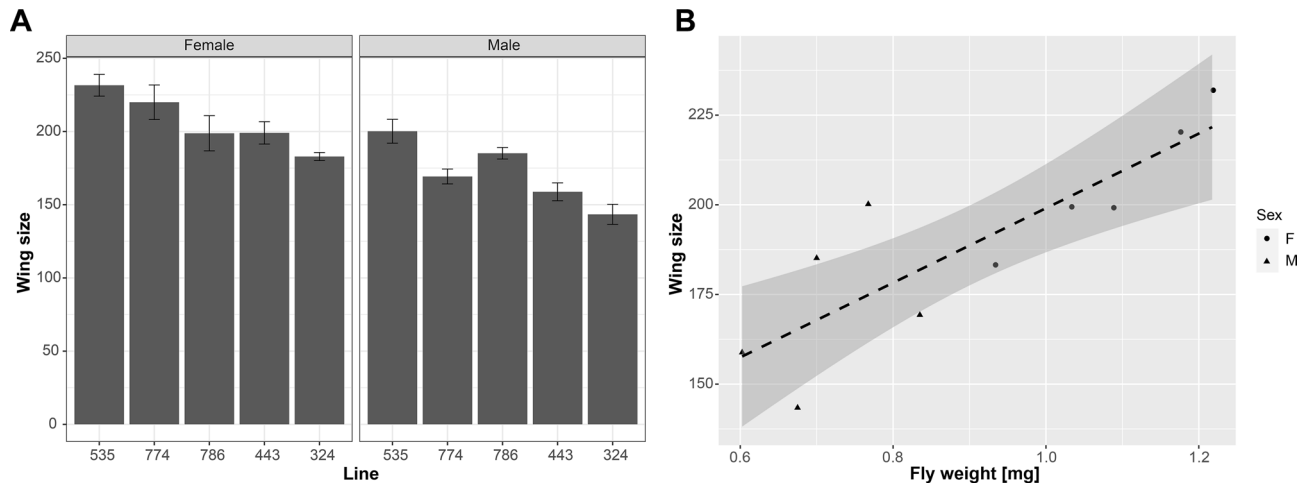 A
Female
Male
Wing size
250
200
150
100
50
0
535 774 786 443 324
535 774 786 443 324
Line
B
Wing size
225
200
175
150
0.6 0.8 1.0 1.2
Fly weight [mg]
Sex
F
M